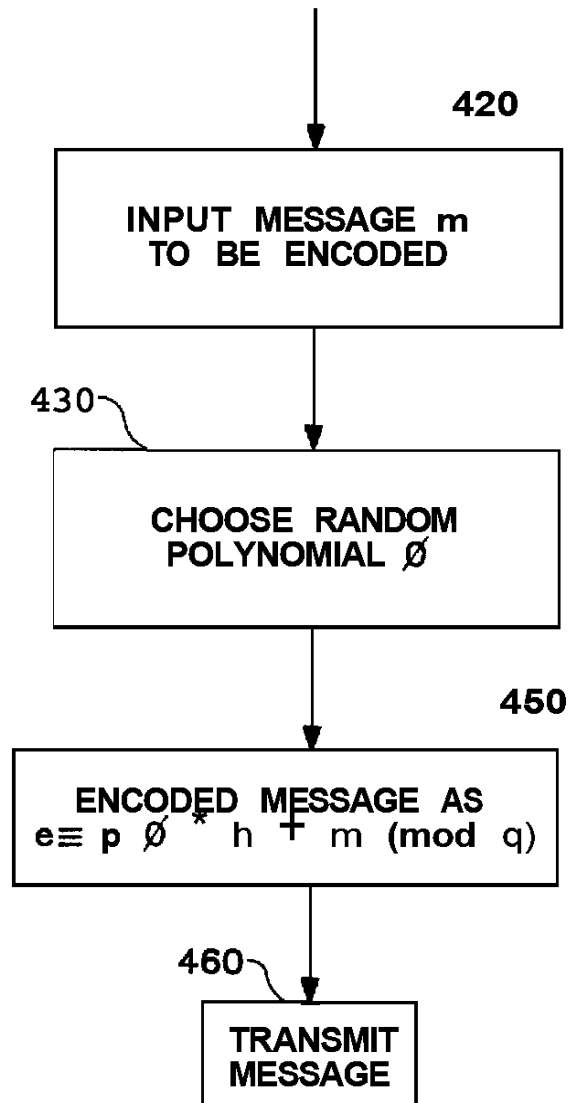 420
INPUT MESSAGE m
TO BE ENCODED
430
CHOOSE RANDOM
POLYNOMIAL Ø
450
ENCODED MESSAGE AS
e≡ p Ø * h + m (mod q)
460
TRANSMIT
MESSAGE